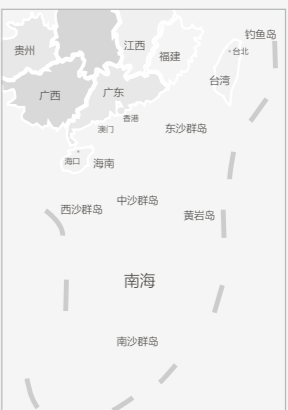 钓鱼岛
江西
贵州
福建
台北
台湾
广东
广西
香港
澳门
东沙群岛
海口
海南
中沙群岛
西沙群岛
黄岩岛
南海
南沙群岛